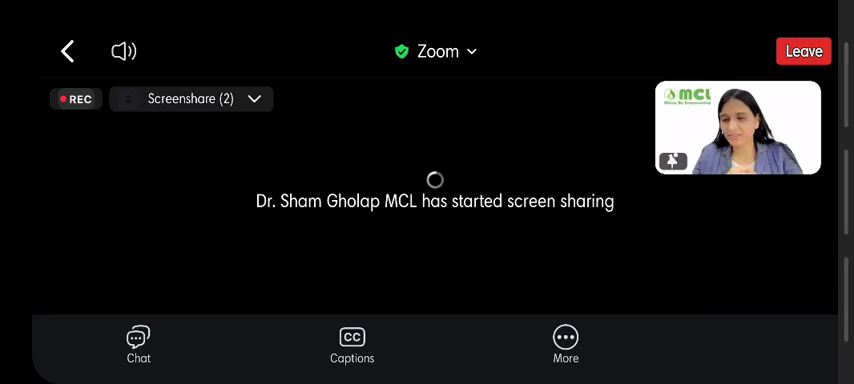 Zoom
Leave
REC
Screenshare (2)
MCL
Dr. Sham Gholap MCL has started screen sharing
CC
Chat
Captions
More